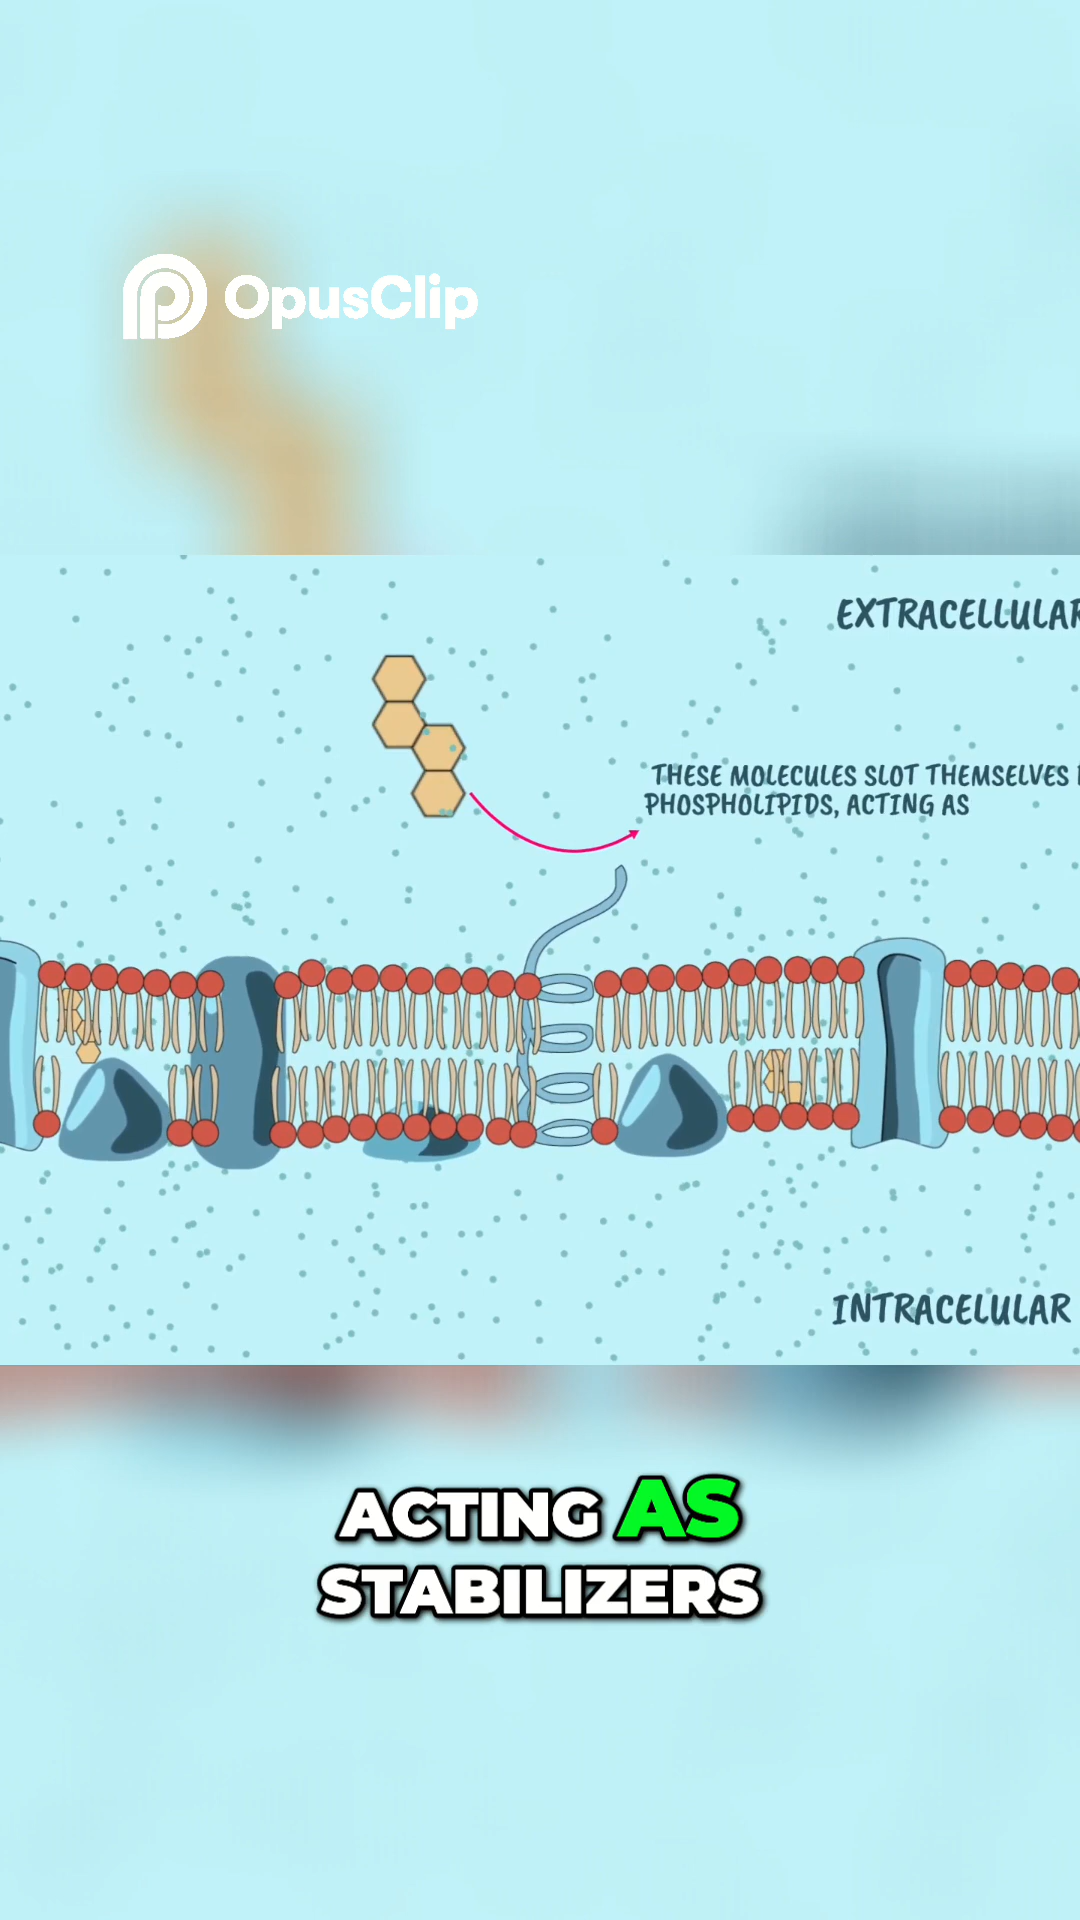 OpusClip
EXTRACELLULAR
THESE MOLECULES SLOT THEMSELVES
PHOSPHOLIPIDS, ACTING AS
INTRACELULAR
ACTING AS
STABILIZERS